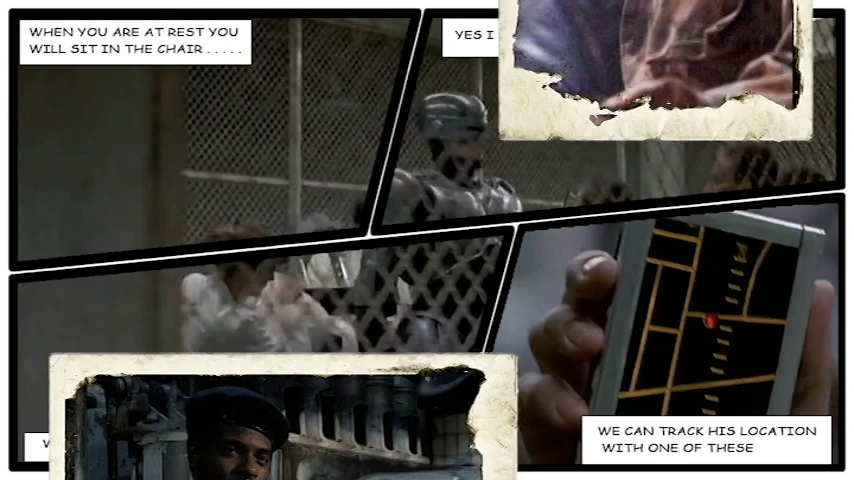 WHEN YOU ARE AT REST YOU
WILL SIT IN THE CHAIR . . . . .
YES I
WE CAN TRACK HIS LOCATION
WITH ONE OF THESE